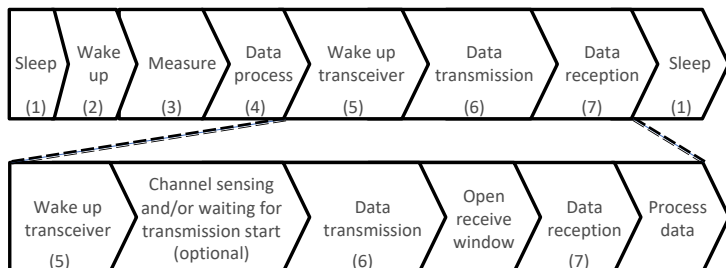 Sleep
(1)
Wake
up
(2)
Measure
(3)
Data
process
(4)
Wake up
transceiver
(5)
Data
transmission
(6)
Data
reception
(7)
Sleep
(1)
Wake up
transceiver
(5)
Channel sensing
and/or waiting for
transmission start
(optional)
Data
transmission
(6)
Open
receive
window
Data
reception
(7)
Process
data